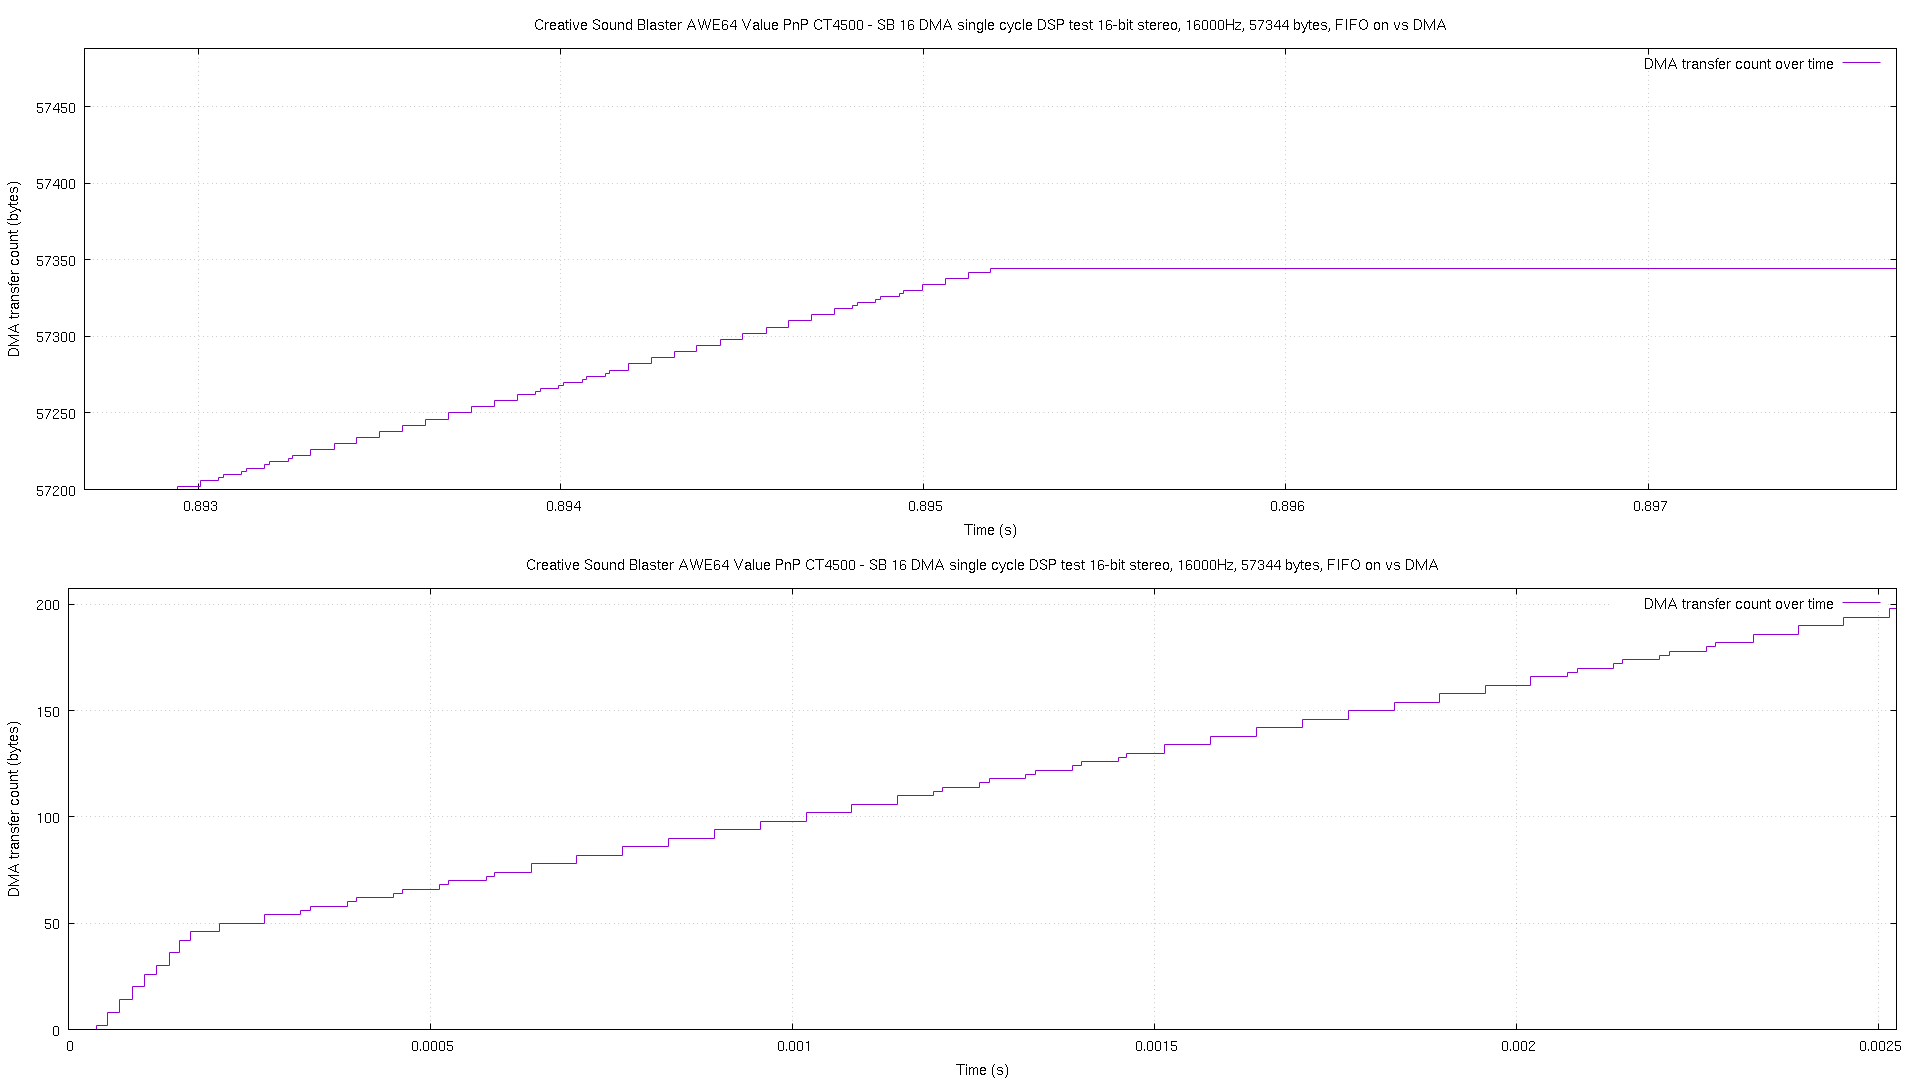 Creative Sound Blaster AWE64 Value PnP CT4500 - SB 16 DMA single cycle DSP test 16-bit stereo, 16000Hz, 57344 bytes, FIFO on vs DMA
DMA transfer count over time
57450
57400
57350
57300
57250
57200
DMA transfer count (bytes)
0.893 0.894 0.895 0.896 0.897
Time (s)
Creative Sound Blaster AWE64 Value PnP CT4500 - SB 16 DMA single cycle DSP test 16-bit stereo, 16000Hz, 57344 bytes, FIFO on vs DMA
DMA transfer count over time
200
150
100
50
0
DMA transfer count (bytes)
0 0.0005 0.001 0.0015 0.002 0.0025
Time (s)